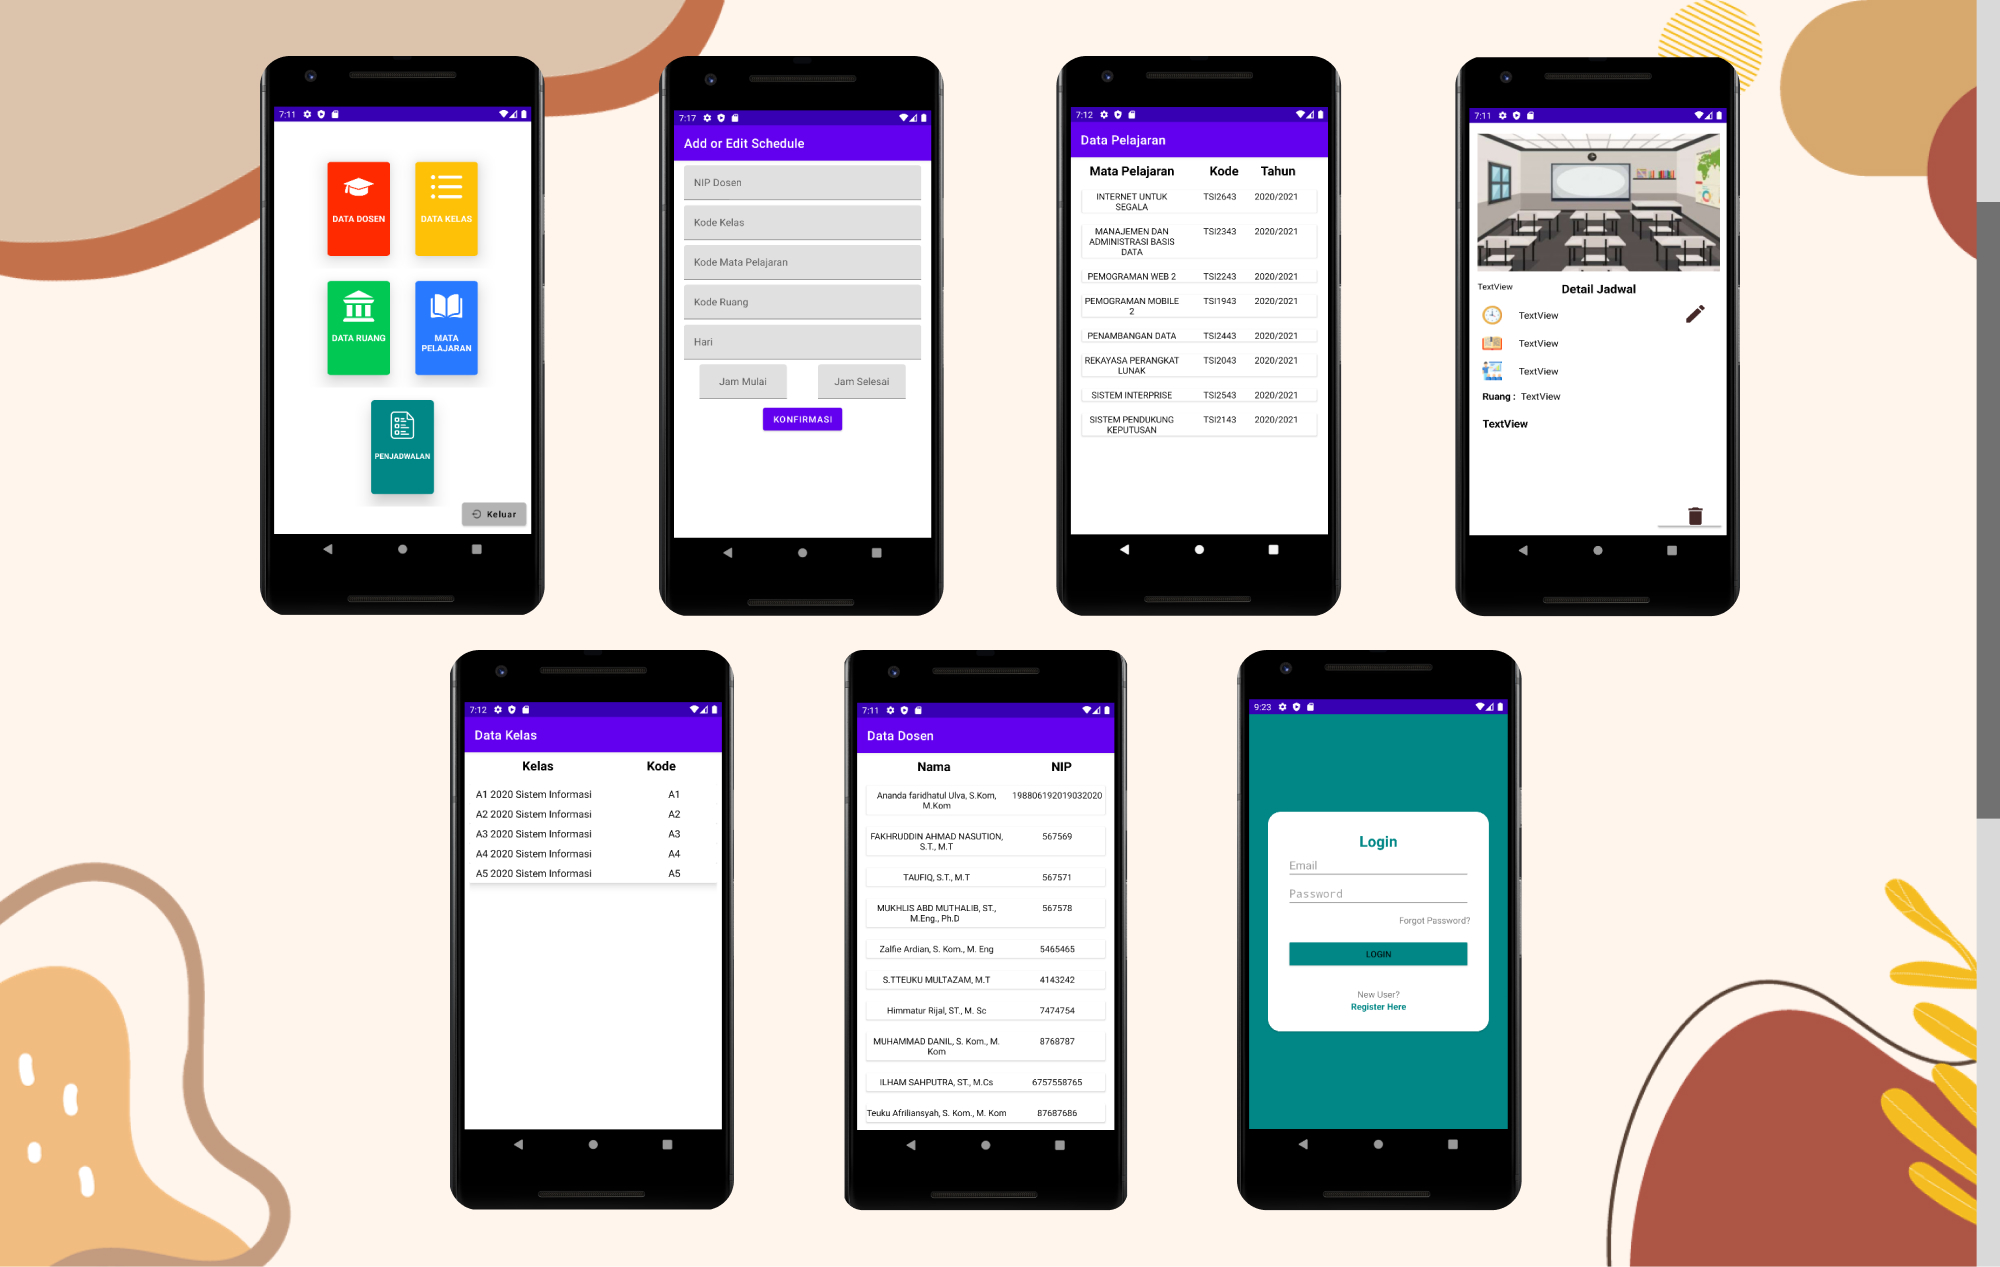 7:11
DATA DOSEN
DATA KELAS
DATA RUANG
MATA
PELAJARAN
PENJADWALAN
Keluar
7:17
Add or Edit Schedule
NIP Dosen
Kode Kelas
Kode Mata Pelajaran
Kode Ruang
Hari
Jam Mulai
Jam Selesai
KONFIRMASI
7:12
Data Pelajaran
Mata Pelajaran Kode Tahun
INTERNET UNTUK TSI2643 2020/2021
SEGALA
MANAJEMEN DAN TSI2343 2020/2021
ADMINISTRASI BASIS
DATA
PEMOGRAMAN WEB 2 TSI2243 2020/2021
PEMOGRAMAN MOBILE TSI1943 2020/2021
2
PENAMBANGAN DATA TSI2443 2020/2021
REKAYASA PERANGKAT TSI2043 2020/2021
LUNAK
SISTEM INTERPRISE TSI2543 2020/2021
SISTEM PENDUKUNG TSI2143 2020/2021
KEPUTUSAN
7:11
TextView
Detail Jadwal
TextView
TextView
TextView
Ruang : TextView
TextView
7:12
Data Kelas
Kelas Kode
A1 2020 Sistem Informasi A1
A2 2020 Sistem Informasi A2
A3 2020 Sistem Informasi A3
A4 2020 Sistem Informasi A4
A5 2020 Sistem Informasi A5
7:11
Data Dosen
Nama NIP
Ananda faridhatul Ulva, S.Kom, 198806192019032020
M.Kom
FAKHRUDDIN AHMAD NASUTION, 567569
S.T., M.T
TAUFIQ, S.T., M.T 567571
MUKHLIS ABD MUTHALIB, ST., 567578
M.Eng., Ph.D
Zalfie Ardian, S. Kom., M. Eng 5465465
S.TTEUKU MULTAZAM, M.T 4143242
Himmatur Rijal, ST., M. Sc 7474754
MUHAMMAD DANIL, S. Kom., M. 8768787
Kom
ILHAM SAHPUTRA, ST., M.Cs 6757558765
Teuku Afriliansyah, S. Kom., M. Kom 87687686
9:23
Login
Email
Password
Forgot Password?
LOGIN
New User?
Register Here